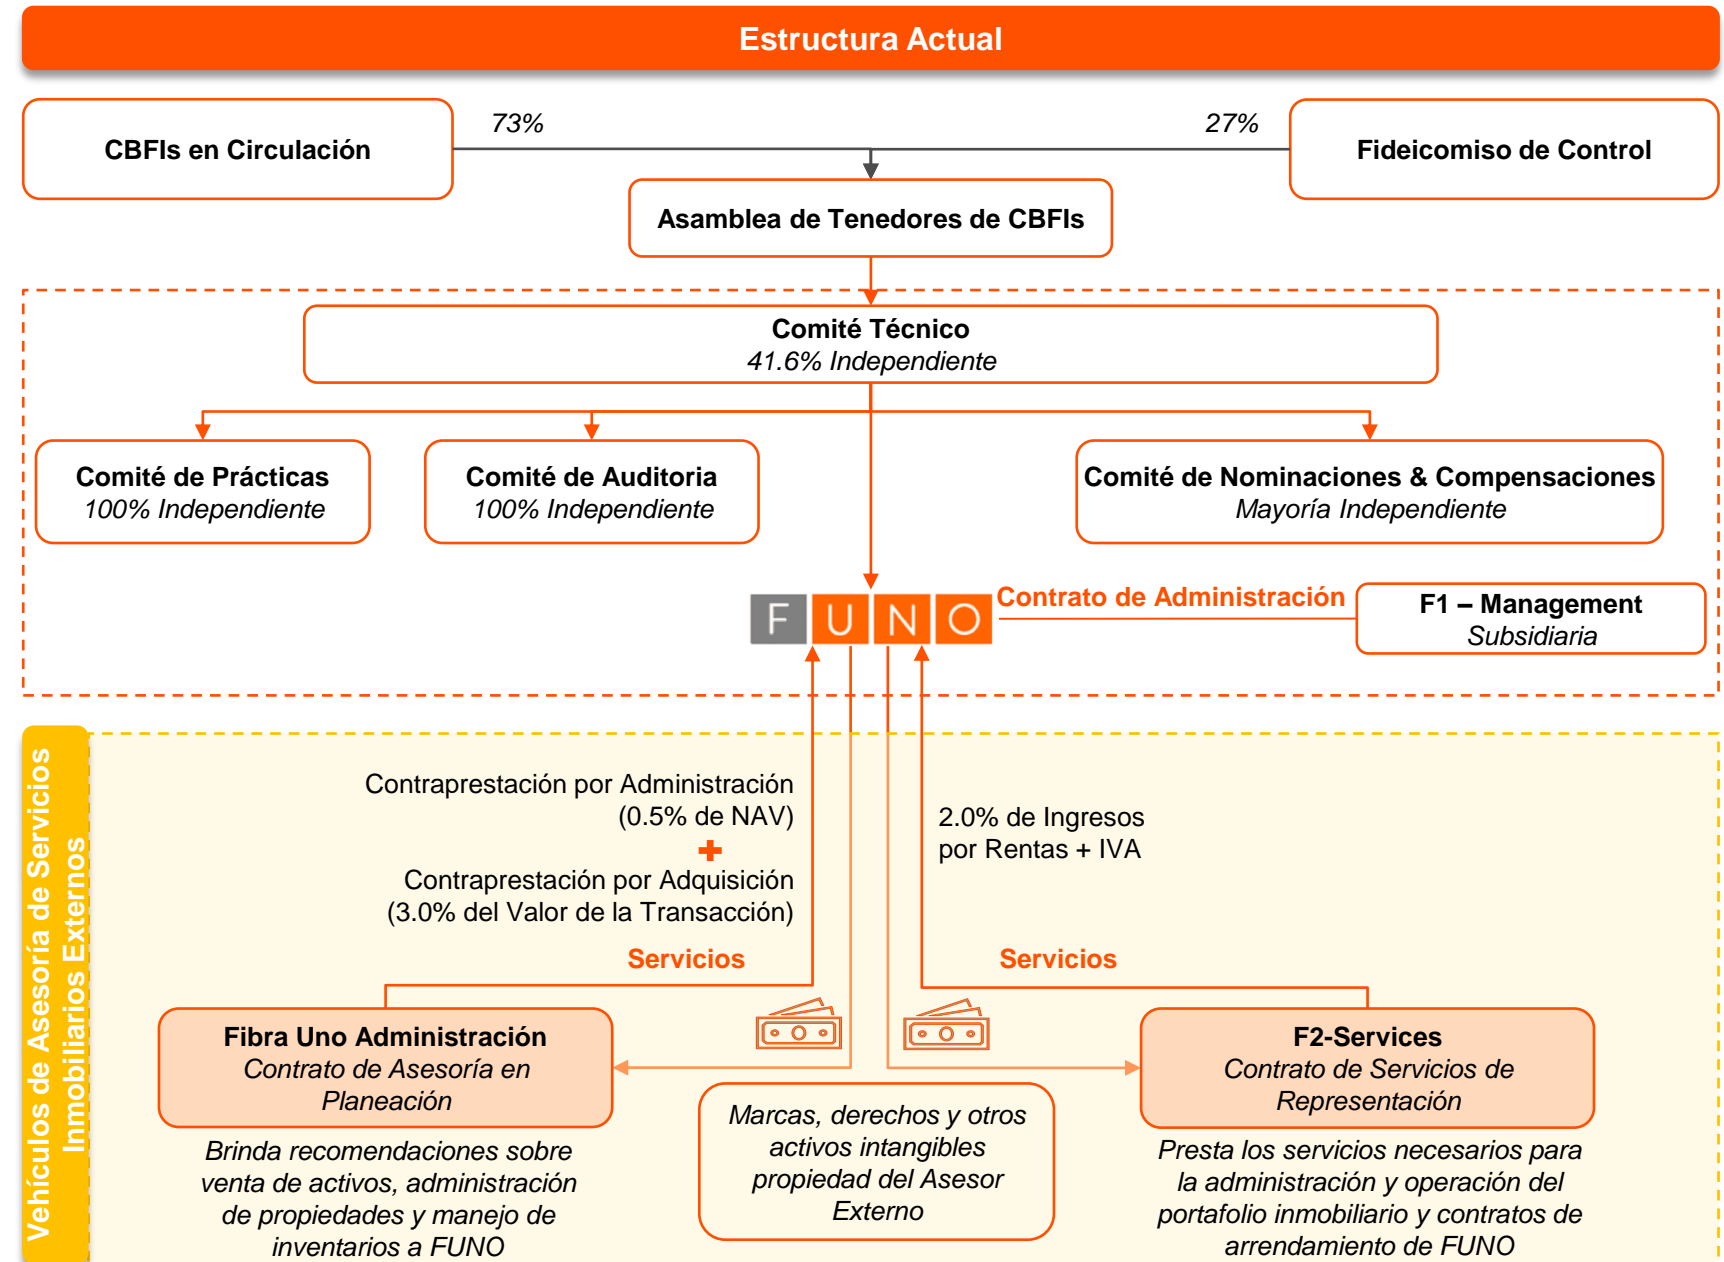 Estructura Actual
CBFIs en Circulación
73%
27%
Fideicomiso de Control
Asamblea de Tenedores de CBFIs
Comité Técnico
41.6% Independiente
Comité de Prácticas
100% Independiente
Comité de Auditoria
100% Independiente
Comité de Nominaciones & Compensaciones
Mayoría Independiente
FUNO
Contrato de Administración
F1 – Management
Subsidiaria
Vehículos de Asesoría de Servicios
Inmobiliarios Externos
Contraprestación por Administración
(0.5% de NAV)
+
Contraprestación por Adquisición
(3.0% del Valor de la Transacción)
2.0% de Ingresos
por Rentas + IVA
Servicios
Servicios
Fibra Uno Administración
Contrato de Asesoría en
Planeación
Brinda recomendaciones sobre
venta de activos, administración
de propiedades y manejo de
inventarios a FUNO
Marcas, derechos y otros
activos intangibles
propiedad del Asesor
Externo
F2-Services
Contrato de Servicios de
Representación
Presta los servicios necesarios para
la administración y operación del
portafolio inmobiliario y contratos de
arrendamiento de FUNO